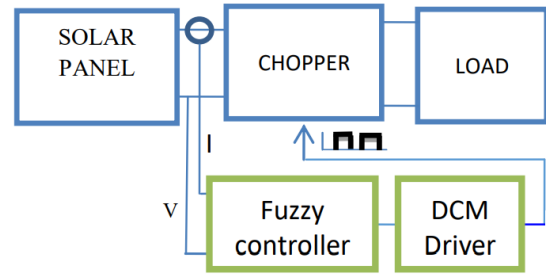 SOLAR
PANEL
CHOPPER
LOAD
I
V
Fuzzy
controller
DCM
Driver